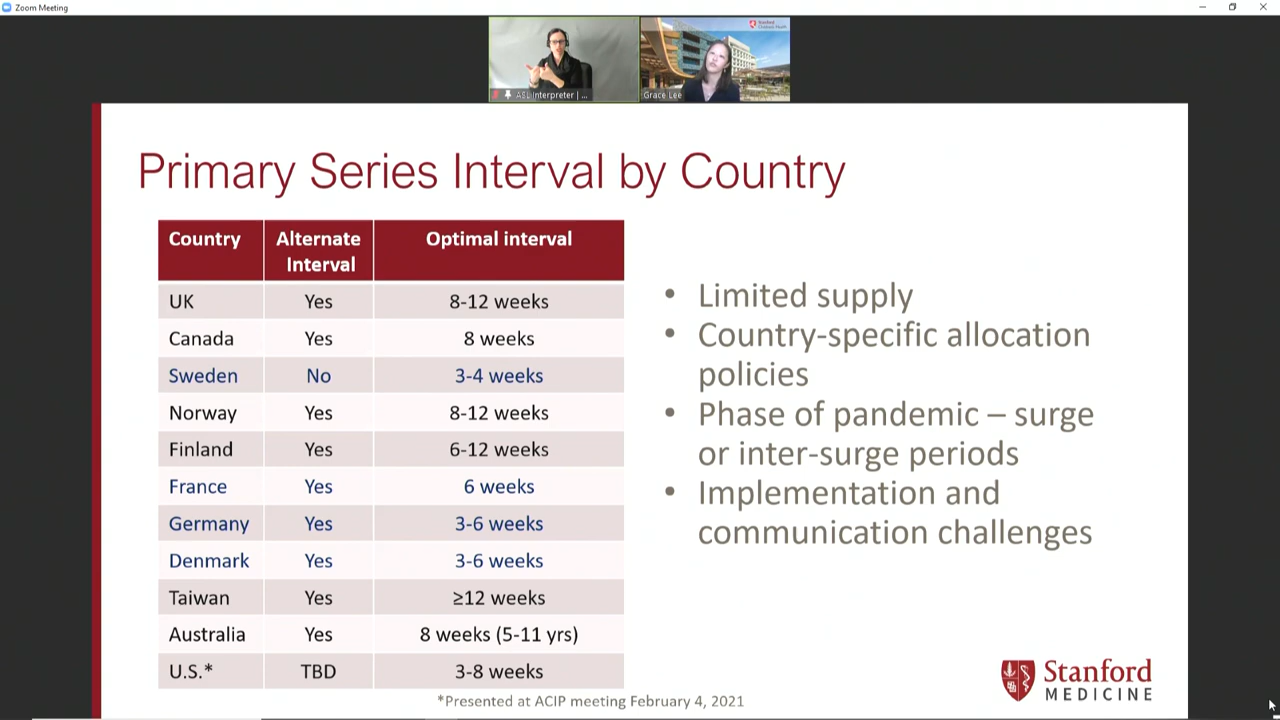 Zoom Meeting
Stanford
Children's Health
ASL Interpreter | ...
Grace Lee
Primary Series Interval by Country
Country Alternate Interval Optimal interval
UK Yes 8-12 weeks
Canada Yes 8 weeks
Sweden No 3-4 weeks
Norway Yes 8-12 weeks
Finland Yes 6-12 weeks
France Yes 6 weeks
Germany Yes 3-6 weeks
Denmark Yes 3-6 weeks
Taiwan Yes ≥12 weeks
Australia Yes 8 weeks (5-11 yrs)
U.S.* TBD 3-8 weeks
*Presented at ACIP meeting February 4, 2021
• Limited supply
• Country-specific allocation
policies
• Phase of pandemic – surge
or inter-surge periods
• Implementation and
communication challenges
Stanford
MEDICINE